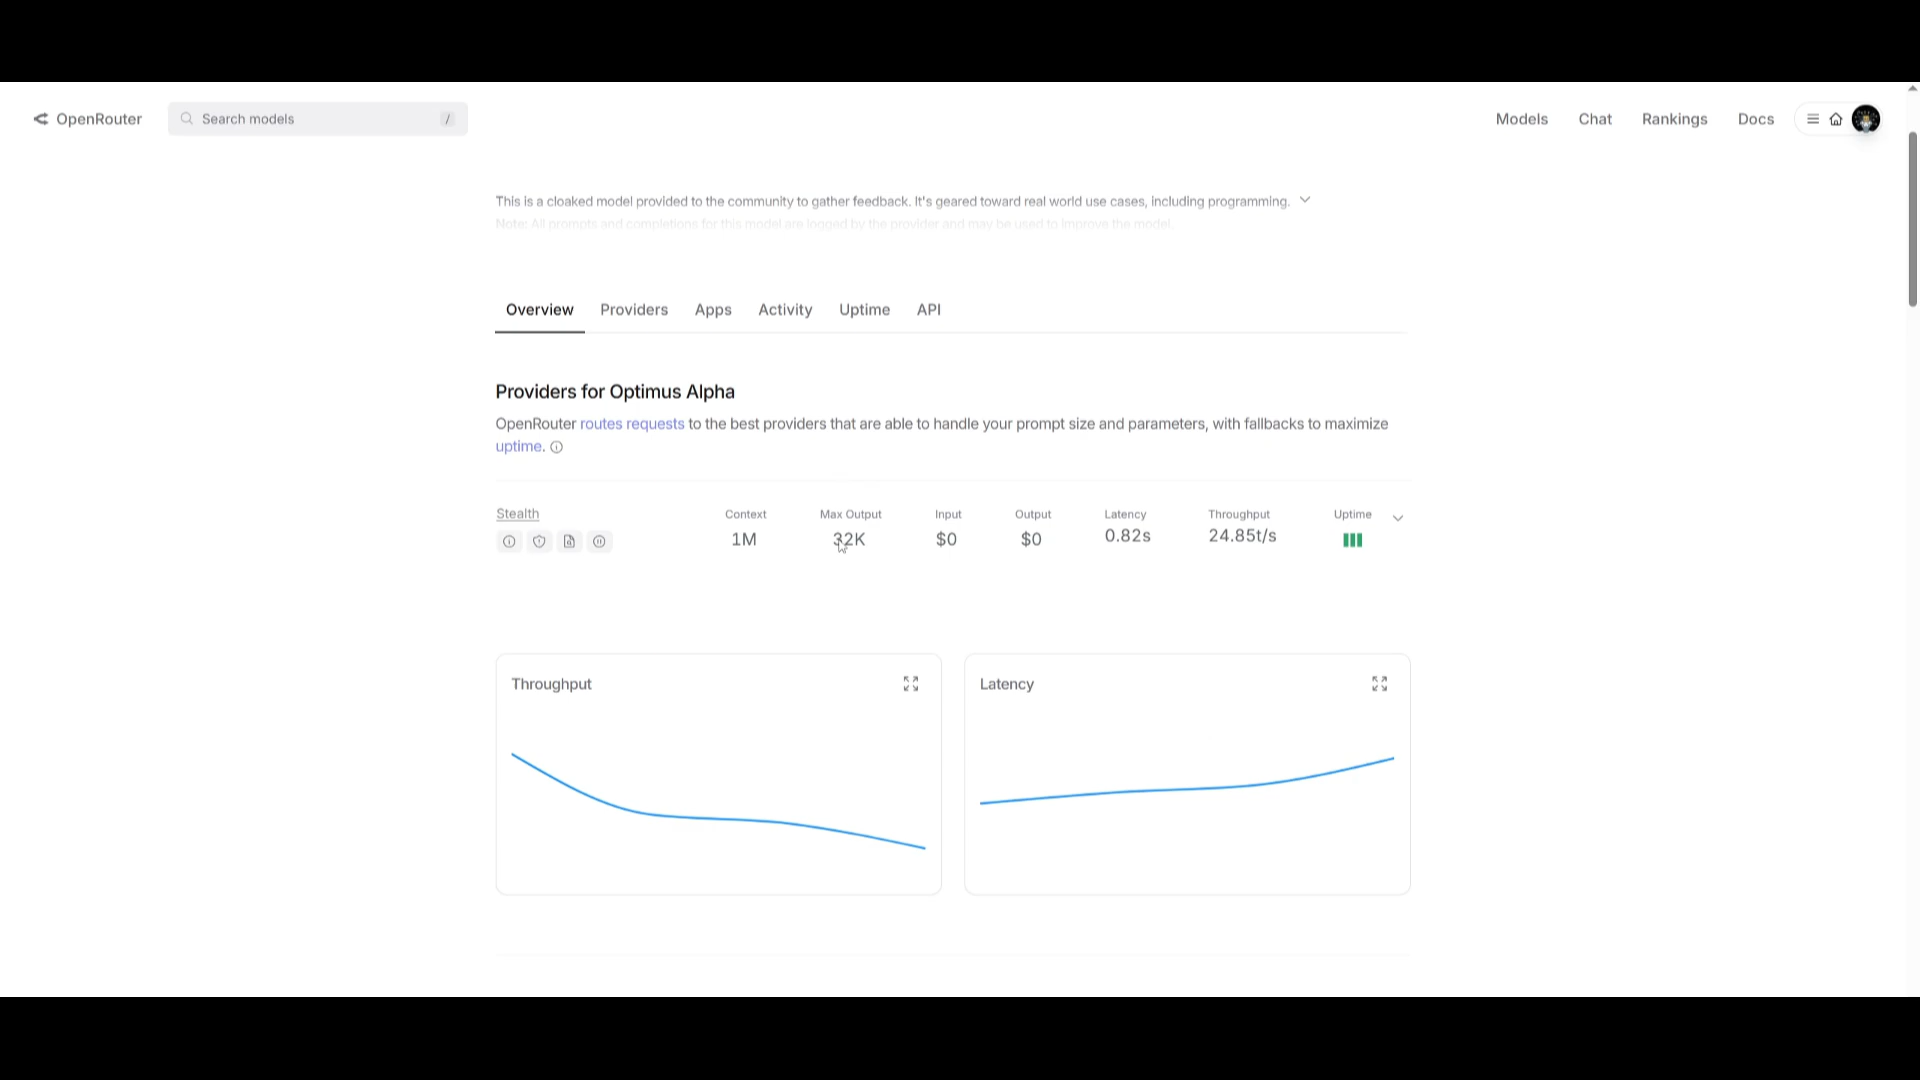 OpenRouter
Search models
/
Models
Chat
Rankings
Docs
This is a cloaked model provided to the community to gather feedback. It's geared toward real world use cases, including programming.
Note: All prompts and completions for this model are logged by the provider and may be used to improve the model.
Overview
Providers
Apps
Activity
Uptime
API
Providers for Optimus Alpha
OpenRouter routes requests to the best providers that are able to handle your prompt size and parameters, with fallbacks to maximize
uptime.
Stealth
Context
Max Output
Input
Output
Latency
Throughput
Uptime
1M
32K
$0
$0
0.82s
24.85t/s
Throughput
Latency